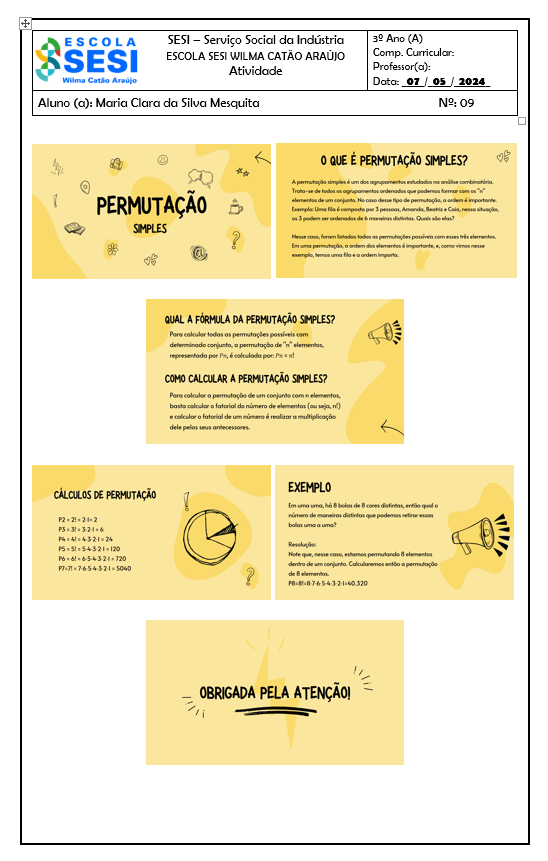 ESCOLA
SESI
Wilma Catão Araújo
SESI – Serviço Social da Indústria
ESCOLA SESI WILMA CATÃO ARAÚJO
Atividade
3º Ano (A)
Comp. Curricular:
Professor(a):
Data: 07 / 05 / 2024
Aluno (a): Maria Clara da Silva Mesquita
Nº: 09
PERMUTAÇÃO
SIMPLES
O QUE É PERMUTAÇÃO SIMPLES?
A permutação simples é um dos agrupamentos estudados na análise combinatória.
Trata-se de todos os agrupamentos ordenados que podemos formar com os "n"
elementos de um conjunto. No caso desse tipo de permutação, a ordem é importante.
Exemplo: Uma fila é composta por 3 pessoas, Amanda, Beatriz e Caio, nessa situação,
os 3 podem ser ordenados de 6 maneiras distintas. Quais são elas?
Nesse caso, foram listadas todas as permutações possíveis com esses três elementos.
Em uma permutação, a ordem dos elementos é importante, e, como vimos nesse
exemplo, temos uma fila e a ordem importa.
QUAL A FÓRMULA DA PERMUTAÇÃO SIMPLES?
Para calcular todas as permutações possíveis com
determinado conjunto, a permutação de "n" elementos,
representada por Pn, é calculada por: Pn = n!
COMO CALCULAR A PERMUTAÇÃO SIMPLES?
Para calcular a permutação de um conjunto com n elementos,
basta calcular o fatorial do número de elementos (ou seja, n!)
e calcular o fatorial de um número é realizar a multiplicação
dele pelos seus antecessores.
CÁLCULOS DE PERMUTAÇÃO
P2 = 2! = 2·1= 2
P3 = 3! = 3·2·1 = 6
P4 = 4! = 4·3·2·1 = 24
P5 = 5! = 5·4·3·2·1 = 120
P6 = 6! = 6·5·4·3·2·1 = 720
P7=7! = 7·6·5·4·3·2·1 = 5040
EXEMPLO
Em uma urna, há 8 bolas de 8 cores distintas, então qual o
número de maneiras distintas que podemos retirar essas
bolas uma a uma?
Resolução:
Note que, nesse caso, estamos permutando 8 elementos
dentro de um conjunto. Calcularemos então a permutação
de 8 elementos.
P8=8!=8·7·6·5·4·3·2·1=40.320
OBRIGADA PELA ATENÇÃO!